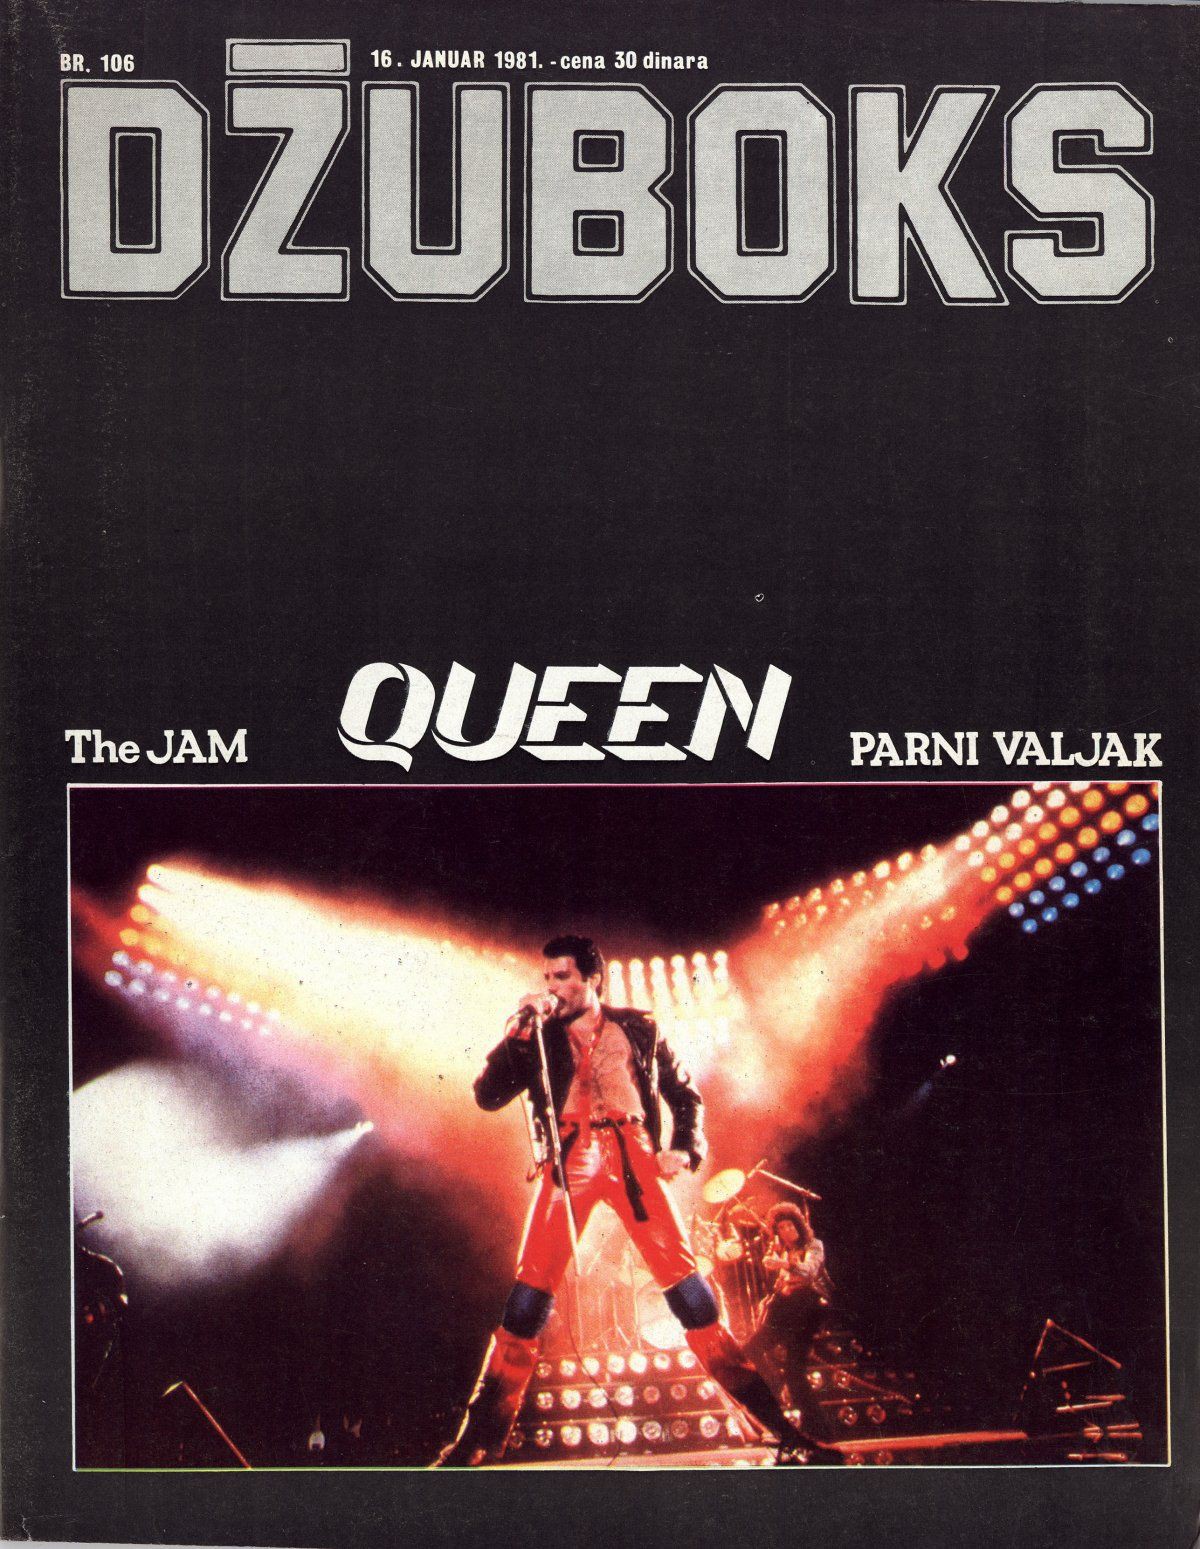 BR. 106
16. JANUAR 1981. - cena 30 dinara
DŽUBOKS
The JAM
QUEEN
PARNI VALJAK